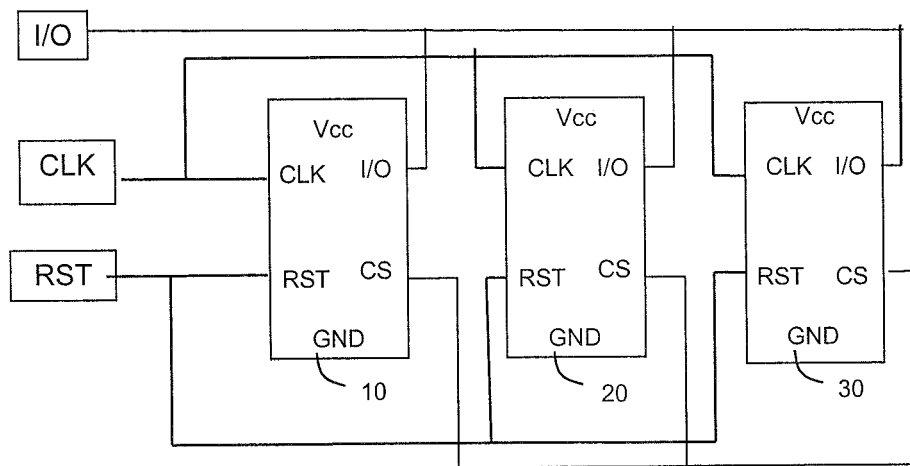 I/O
CLK
RST
Vcc
CLK I/O
RST CS
GND
10
Vcc
CLK I/O
RST CS
GND
20
Vcc
CLK I/O
RST CS
GND
30